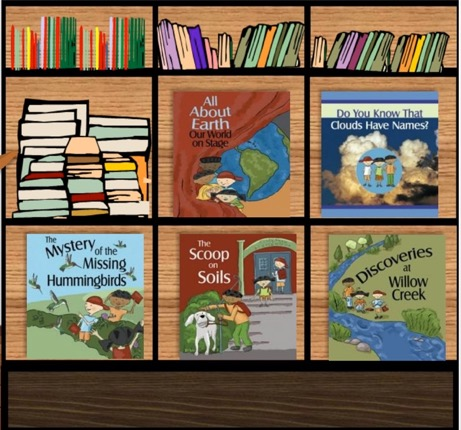 All
About
Earth
Our World
on Stage
Do You Know That
Clouds Have Names?
The
Mystery of the
Missing
Hummingbirds
The
Scoop
on
Soils
Discoveries
at
Willow
Creek